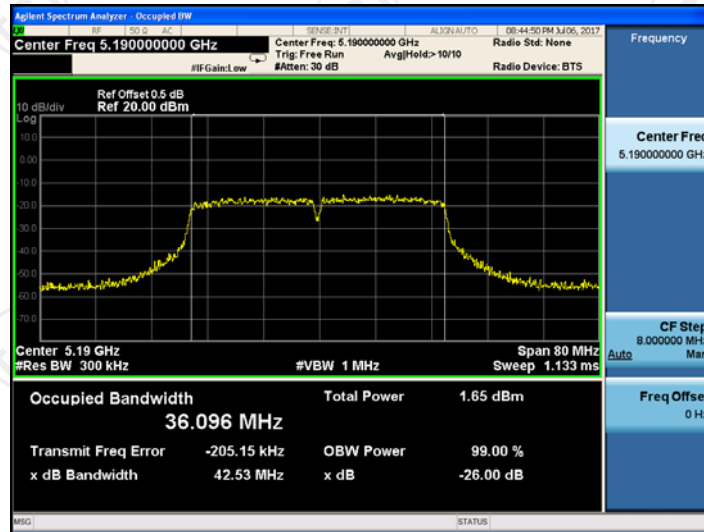 Agilent Spectrum Analyzer - Occupied BW
RF 50 Ω AC SENSE:INT ALIGN AUTO 08:44:50 PM Jul 06, 2017
Center Freq 5.190000000 GHz
Center Freq: 5.190000000 GHz
Radio Std: None
Trig: Free Run Avg|Hold:>10/10
#IFGain:Low #Atten: 30 dB Radio Device: BTS
Frequency
Ref Offset 0.5 dB
10 dB/div Ref 20.00 dBm
Log
10.0
0.00
-10.0
-20.0
-30.0
-40.0
-50.0
-60.0
-70.0
Center Freq
5.190000000 GHz
Center 5.19 GHz Span 80 MHz
#Res BW 300 kHz #VBW 1 MHz Sweep 1.133 ms
CF Step
8.000000 MHz
Auto Man
Occupied Bandwidth Total Power 1.65 dBm
36.096 MHz
Transmit Freq Error -205.15 kHz OBW Power 99.00 %
x dB Bandwidth 42.53 MHz x dB -26.00 dB
Freq Offset
0 Hz
MSG STATUS